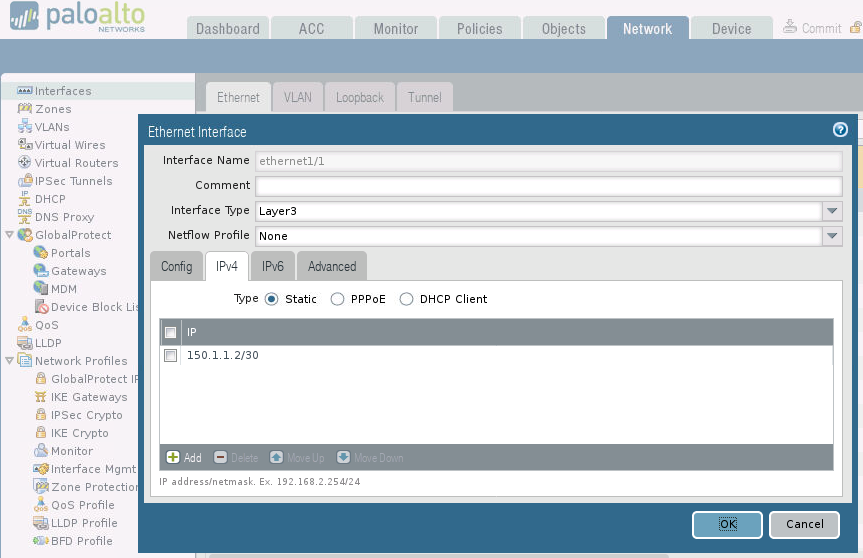 paloalto
NETWORKS
Dashboard ACC Monitor Policies Objects Network Device Commit
Interfaces
Zones
VLANs
Virtual Wires
Virtual Routers
IPSec Tunnels
DHCP
DNS Proxy
GlobalProtect
Portals
Gateways
MDM
Device Block Lis
QoS
LLDP
Network Profiles
GlobalProtect IP
IKE Gateways
IPSec Crypto
IKE Crypto
Monitor
Interface Mgmt
Zone Protection
QoS Profile
LLDP Profile
BFD Profile
Ethernet VLAN Loopback Tunnel
Ethernet Interface
Interface Name ethernet1/1
Comment
Interface Type Layer3
Netflow Profile None
Config IPv4 IPv6 Advanced
Type Static PPPoE DHCP Client
IP
150.1.1.2/30
Add Delete Move Up Move Down
IP address/netmask. Ex. 192.168.2.254/24
OK Cancel